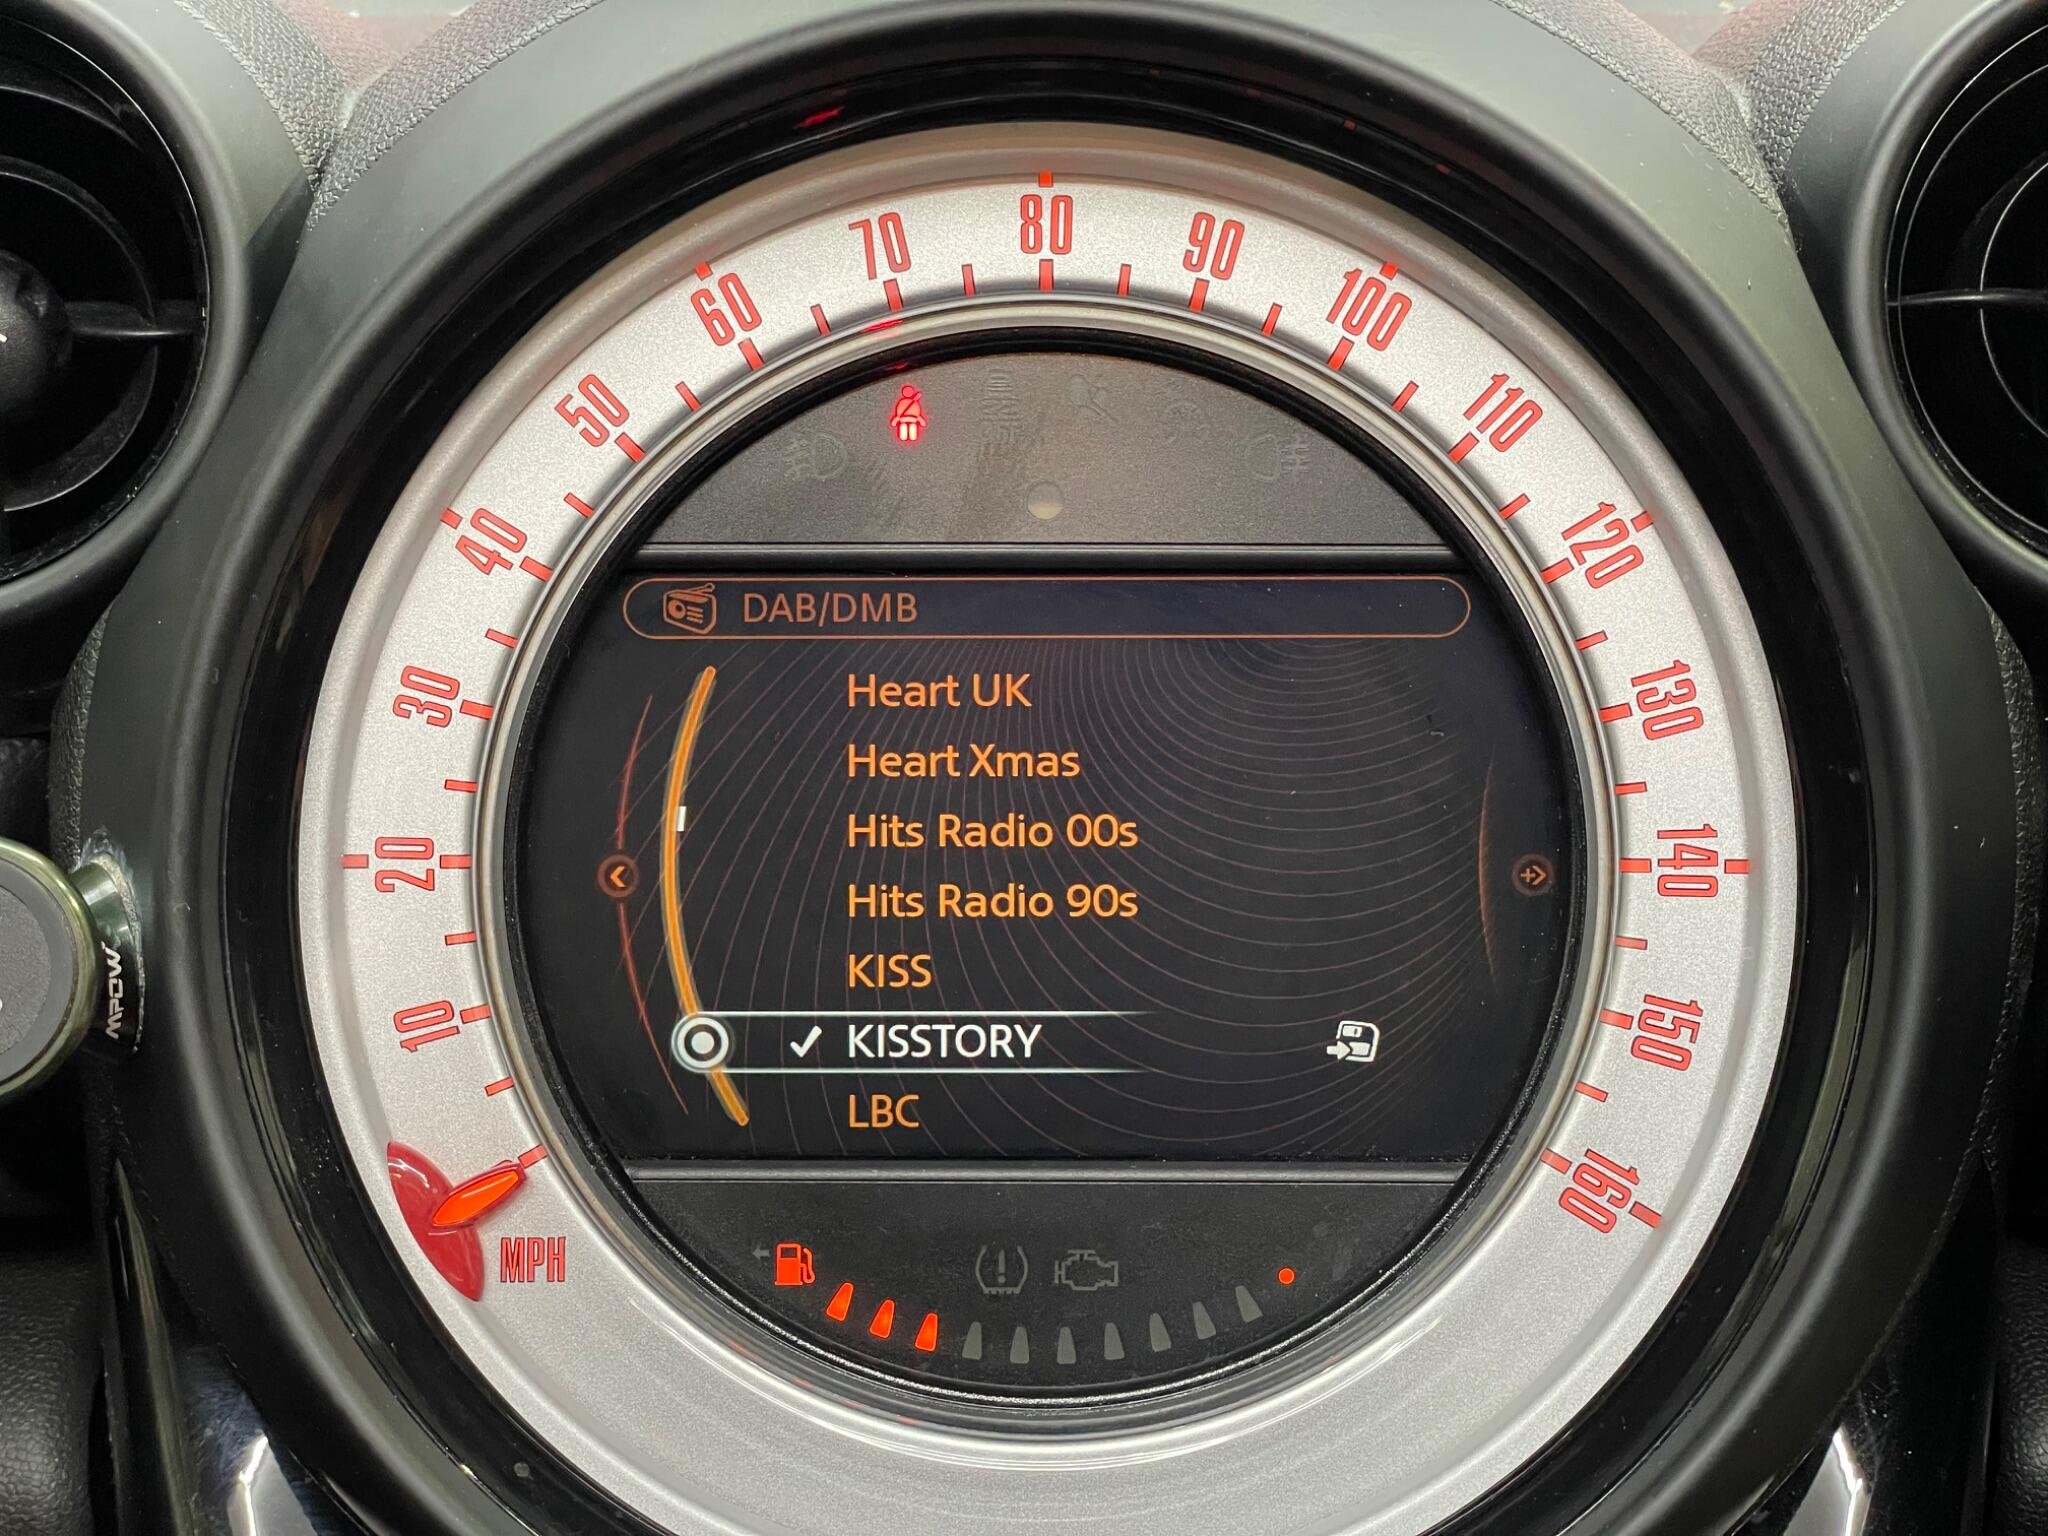 80
70
90
60
100
50
110
40
120
30
130
20
140
10
150
160
MPH
DAB/DMB
Heart UK
Heart Xmas
Hits Radio 00s
Hits Radio 90s
KISS
KISSTORY
LBC
MPOW